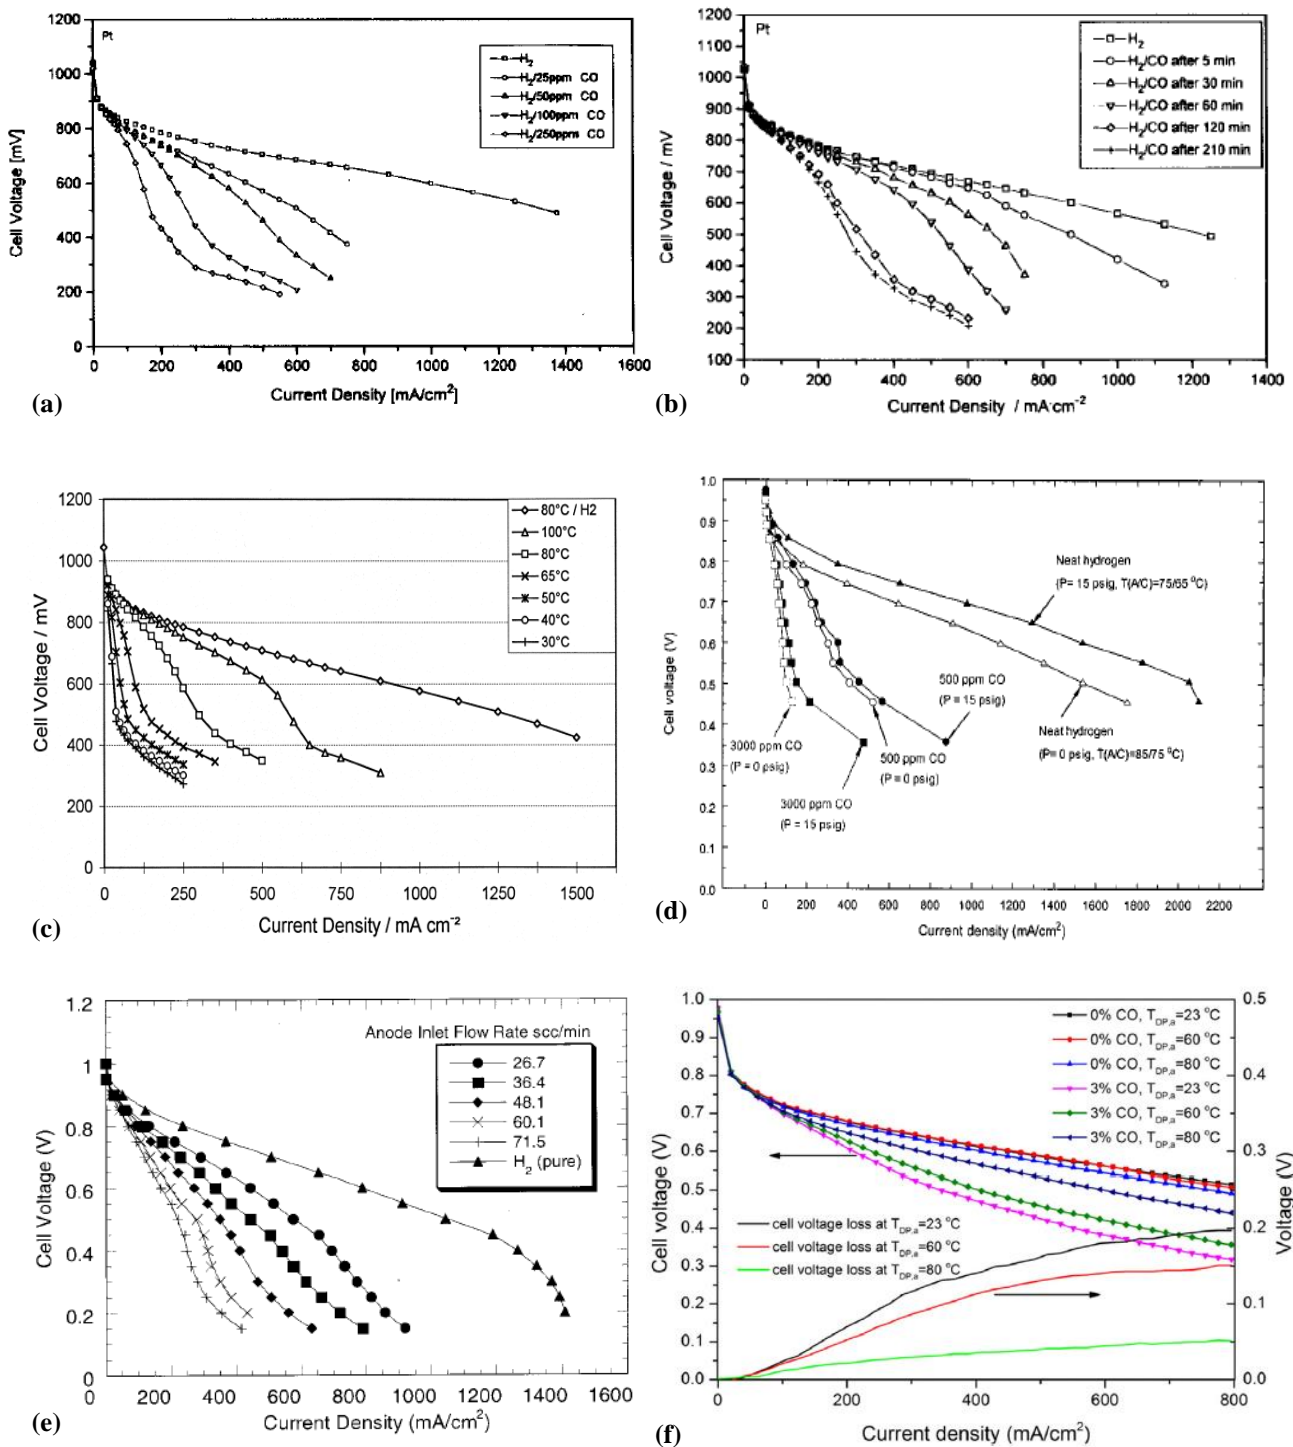 1200
1000
800
600
400
200
0
Cell Voltage [mV]
Pt
H2
H2/25ppm CO
H2/50ppm CO
H2/100ppm CO
H2/250ppm CO
0 200 400 600 800 1000 1200 1400 1600
Current Density [mA/cm2]
(a)
1200
1100
1000
900
800
700
600
500
400
300
200
100
Cell Voltage / mV
Pt
H2
H2/CO after 5 min
H2/CO after 30 min
H2/CO after 60 min
H2/CO after 120 min
H2/CO after 210 min
0 200 400 600 800 1000 1200 1400
Current Density / mA·cm-2
(b)
1200
1000
800
600
400
200
0
Cell Voltage / mV
80°C / H2
100°C
80°C
65°C
50°C
40°C
30°C
250 500 750 1000 1250 1500
Current Density / mA cm-2
(c)
1.0
0.9
0.8
0.7
0.6
0.5
0.4
0.3
0.2
0.1
0.0
Cell voltage (V)
Neat hydrogen
(P= 15 psig, T(A/C)=75/65 °C)
500 ppm CO
(P = 15 psig)
Neat hydrogen
(P= 0 psig, T(A/C)=85/75 °C)
3000 ppm CO
(P = 0 psig)
500 ppm CO
(P = 0 psig)
3000 ppm CO
(P = 15 psig)
0 200 400 600 800 1000 1200 1400 1600 1800 2000 2200
Current density (mA/cm2)
(d)
1.2
1
0.8
0.6
0.4
0.2
0
Cell Voltage (V)
Anode Inlet Flow Rate scc/min
26.7
36.4
48.1
60.1
71.5
H2 (pure)
0 200 400 600 800 1000 1200 1400 1600
Current Density (mA/cm2)
(e)
1.0
0.9
0.8
0.7
0.6
0.5
0.4
0.3
0.2
0.1
0.0
Cell voltage (V)
0% CO, TDP,a=23 °C
0% CO, TDP,a=60 °C
0% CO, TDP,a=80 °C
3% CO, TDP,a=23 °C
3% CO, TDP,a=60 °C
3% CO, TDP,a=80 °C
cell voltage loss at TDP,a=23 °C
cell voltage loss at TDP,a=60 °C
cell voltage loss at TDP,a=80 °C
0.5
0.4
0.3
0.2
0.1
0.0
Voltage (V)
0 200 400 600 800
Current density (mA/cm2)
(f)